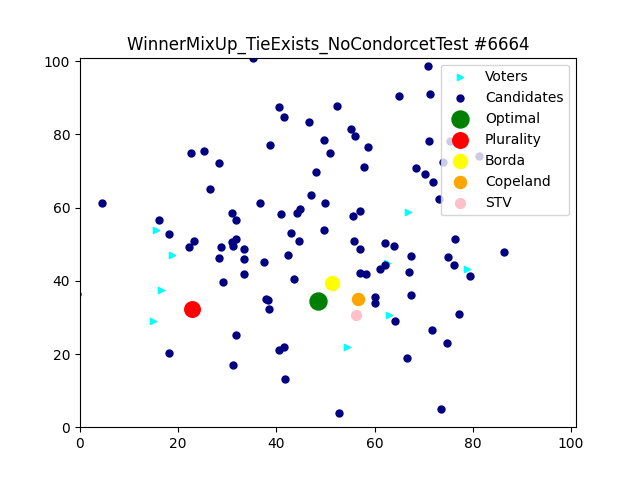 WinnerMixUp_TieExists_NoCondorcetTest #6664
Voters
Candidates
Optimal
Plurality
Borda
Copeland
STV
100
80
60
40
20
0
0 20 40 60 80 100